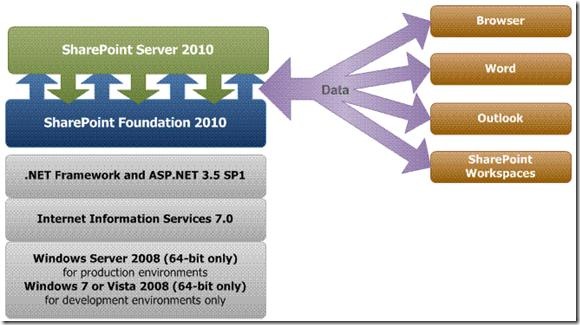 SharePoint Server 2010
SharePoint Foundation 2010
.NET Framework and ASP.NET 3.5 SP1
Internet Information Services 7.0
Windows Server 2008 (64-bit only)
for production environments
Windows 7 or Vista 2008 (64-bit only)
for development environments only
Data
Browser
Word
Outlook
SharePoint
Workspaces